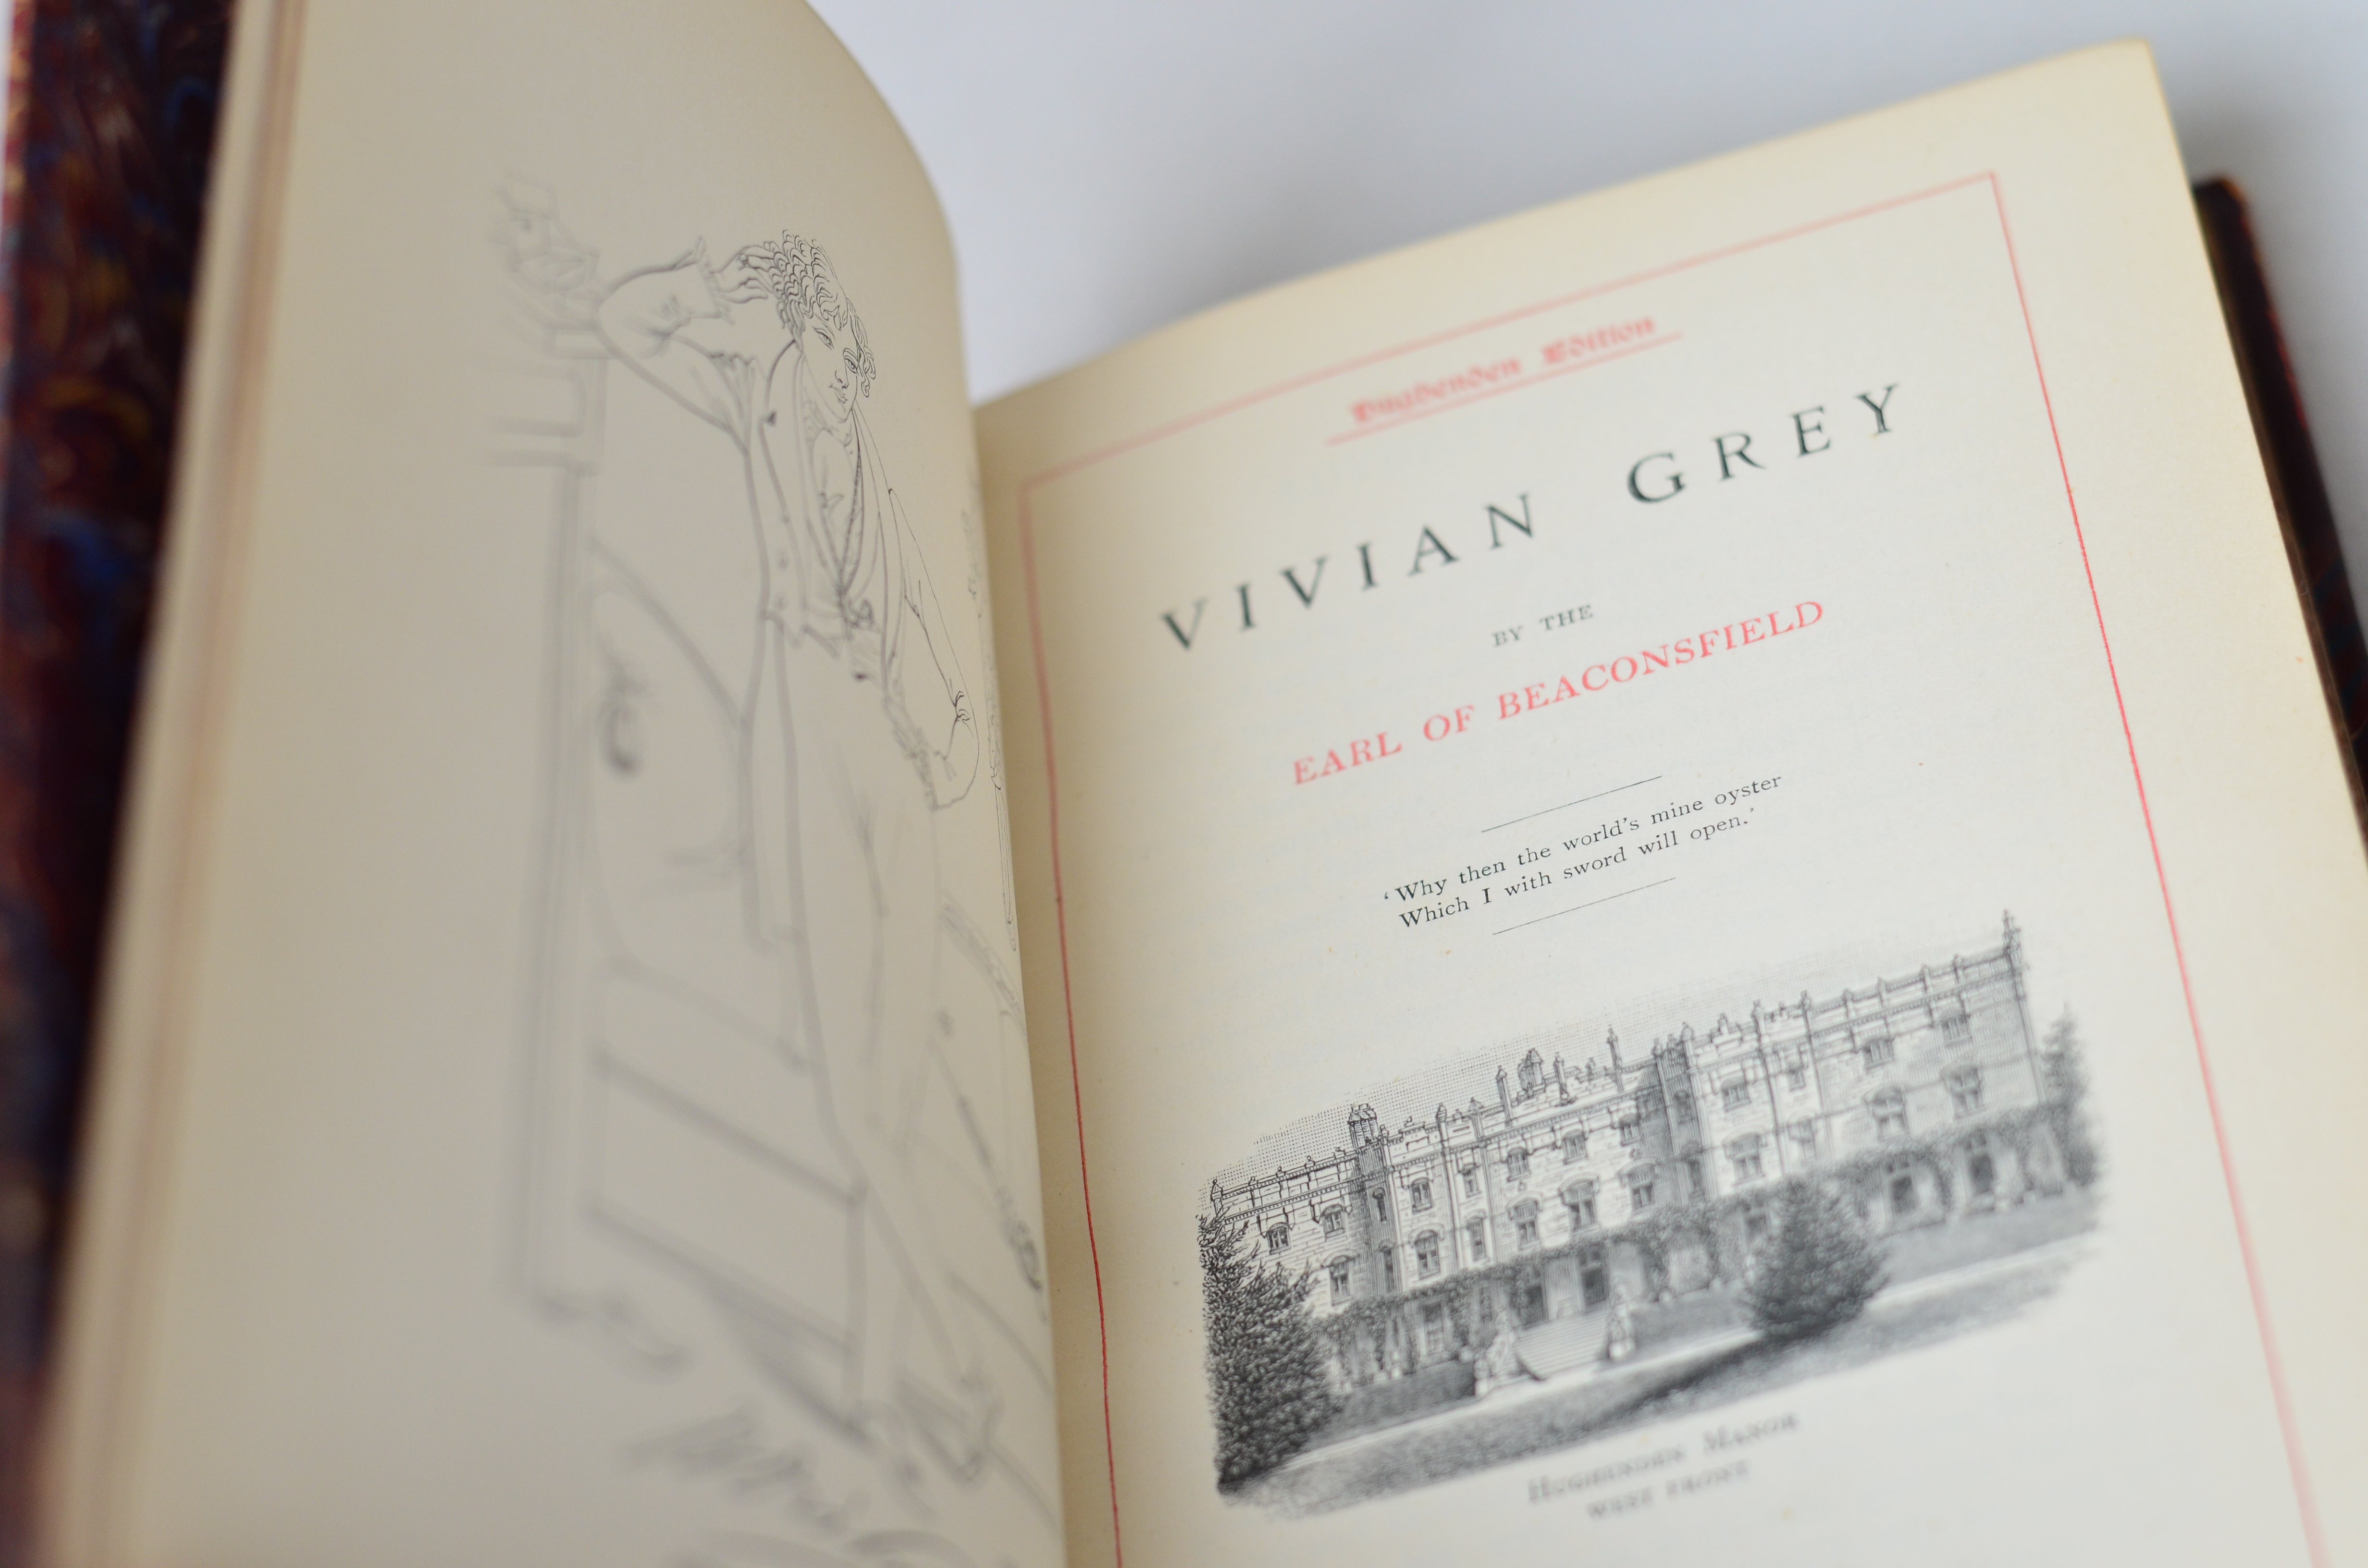 Hughenden Edition
VIVIAN GREY
BY THE
EARL OF BEACONSFIELD
‘Why then the world’s mine oyster
Which I with sword will open.’
HUGHENDEN MANOR
WEST FRONT